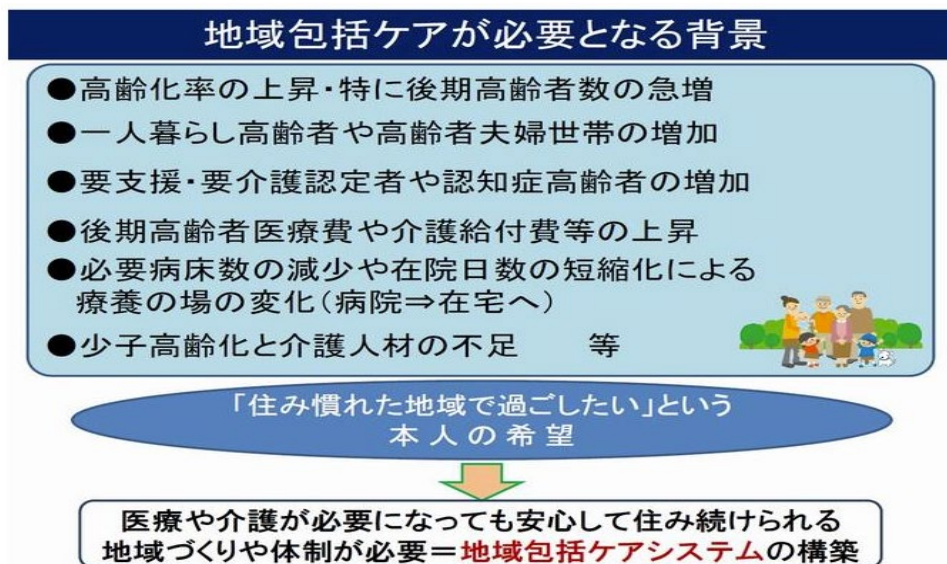 地域包括ケアが必要となる背景
●高齢化率の上昇・特に後期高齢者数の急増
●一人暮らし高齢者や高齢者夫婦世帯の増加
●要支援・要介護認定者や認知症高齢者の増加
●後期高齢者医療費や介護給付費等の上昇
●必要病床数の減少や在院日数の短縮化による
療養の場の変化(病院⇒在宅へ)
●少子高齢化と介護人材の不足　　等
「住み慣れた地域で過ごしたい」という
本人の希望
医療や介護が必要になっても安心して住み続けられる
地域づくりや体制が必要=地域包括ケアシステムの構築